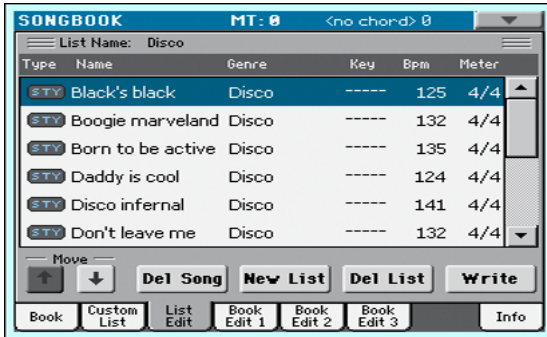 SONGBOOK MT: 0 <no chord> 0
List Name: Disco
Type Name Genre Key Bpm Meter
STY Black's black Disco ----- 125 4/4
STY Boogie marveland Disco ----- 132 4/4
STY Born to be active Disco ----- 135 4/4
STY Daddy is cool Disco ----- 124 4/4
STY Disco infernal Disco ----- 141 4/4
STY Don't leave me Disco ----- 132 4/4
Move
Del Song New List Del List Write
Book Custom List List Edit Book Edit 1 Book Edit 2 Book Edit 3 Info